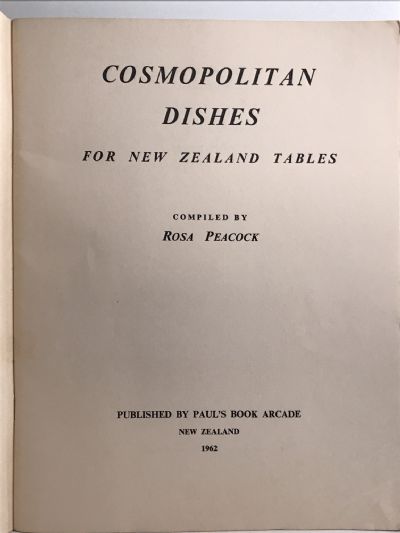 COSMOPOLITAN
DISHES
FOR NEW ZEALAND TABLES
COMPILED BY
ROSA PEACOCK
PUBLISHED BY PAUL'S BOOK ARCADE
NEW ZEALAND
1962